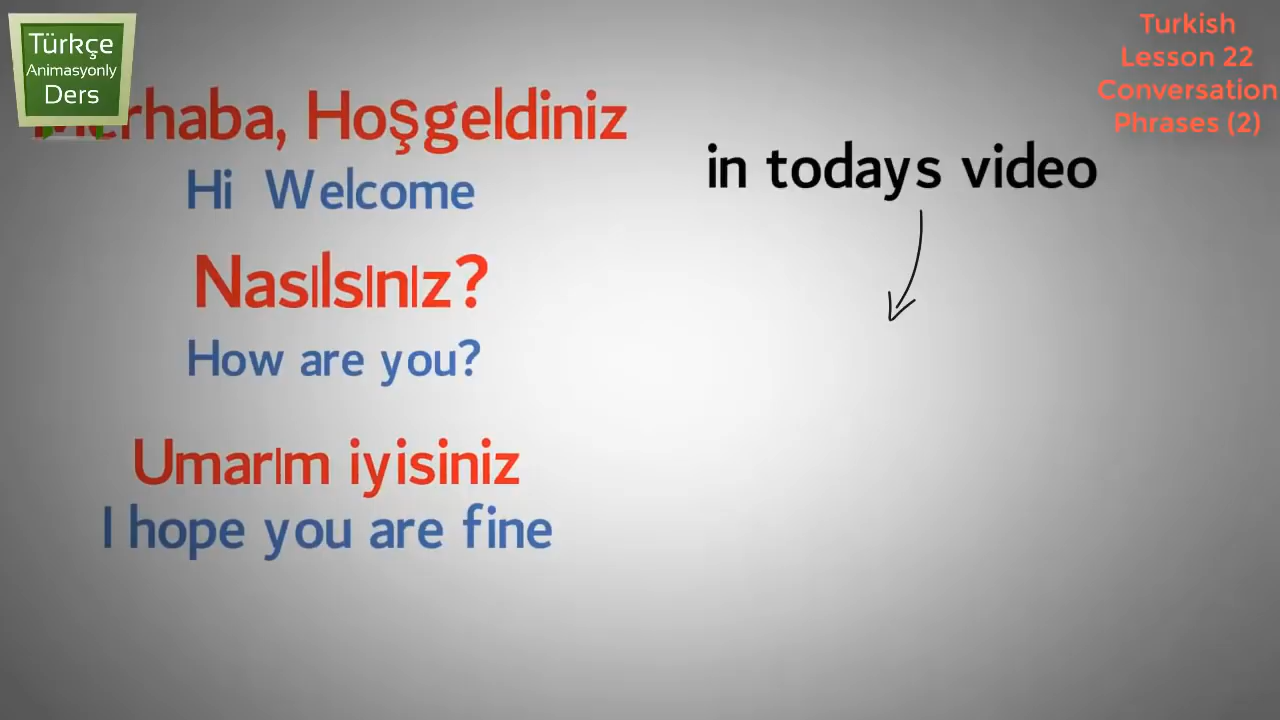 Türkçe
Animasyonly
Ders
Merhaba, Hoşgeldiniz
Hi Welcome
Nasılsınız?
How are you?
Umarım iyisiniz
I hope you are fine
in todays video
Turkish
Lesson 22
Conversation
Phrases (2)